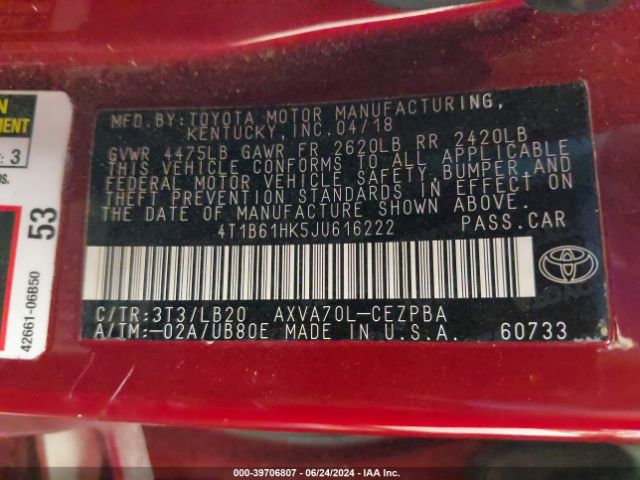 MFD. BY:
TOYOTA MOTOR MANUFACTURING,
KENTUCKY, INC. 04/18
GVWR 4475LB GAWR FR 2620LB RR 2420LB
THIS VEHICLE CONFORMS TO ALL APPLICABLE
FEDERAL MOTOR VEHICLE SAFETY, BUMPER, AND
THEFT PREVENTION STANDARDS IN EFFECT ON
THE DATE OF MANUFACTURE SHOWN ABOVE.
4T1B61HK5JU616222 PASS.CAR
C/TR:3T3/LB20 AXVA70L-CEZPBA
A/TM:-02A/UB80E MADE IN U.S.A. 60733
53
42661-06B50
: 3
000-39706807 - 06/24/2024 - IAA Inc.